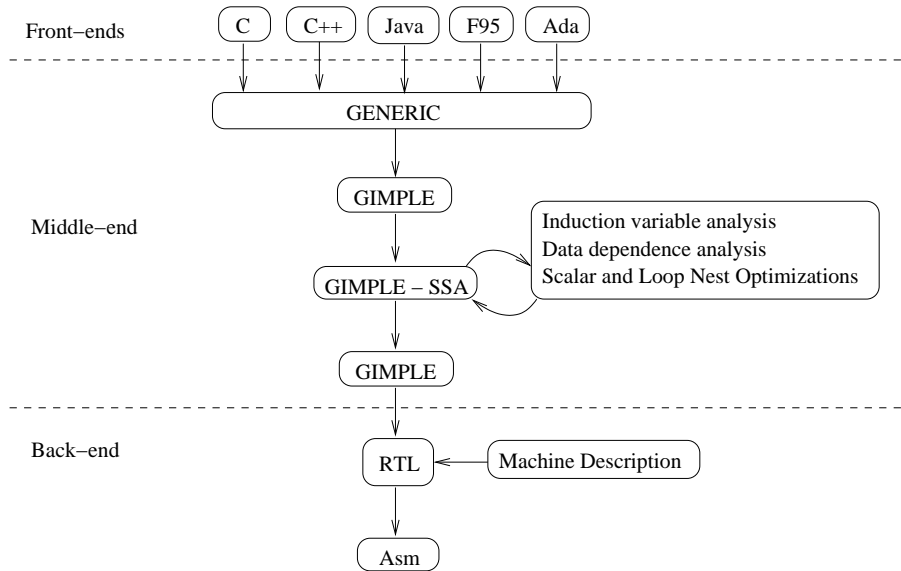 Front−ends
C
C++
Java
F95
Ada
GENERIC
GIMPLE
Middle−end
Induction variable analysis
Data dependence analysis
Scalar and Loop Nest Optimizations
GIMPLE − SSA
GIMPLE
Back−end
RTL
Machine Description
Asm